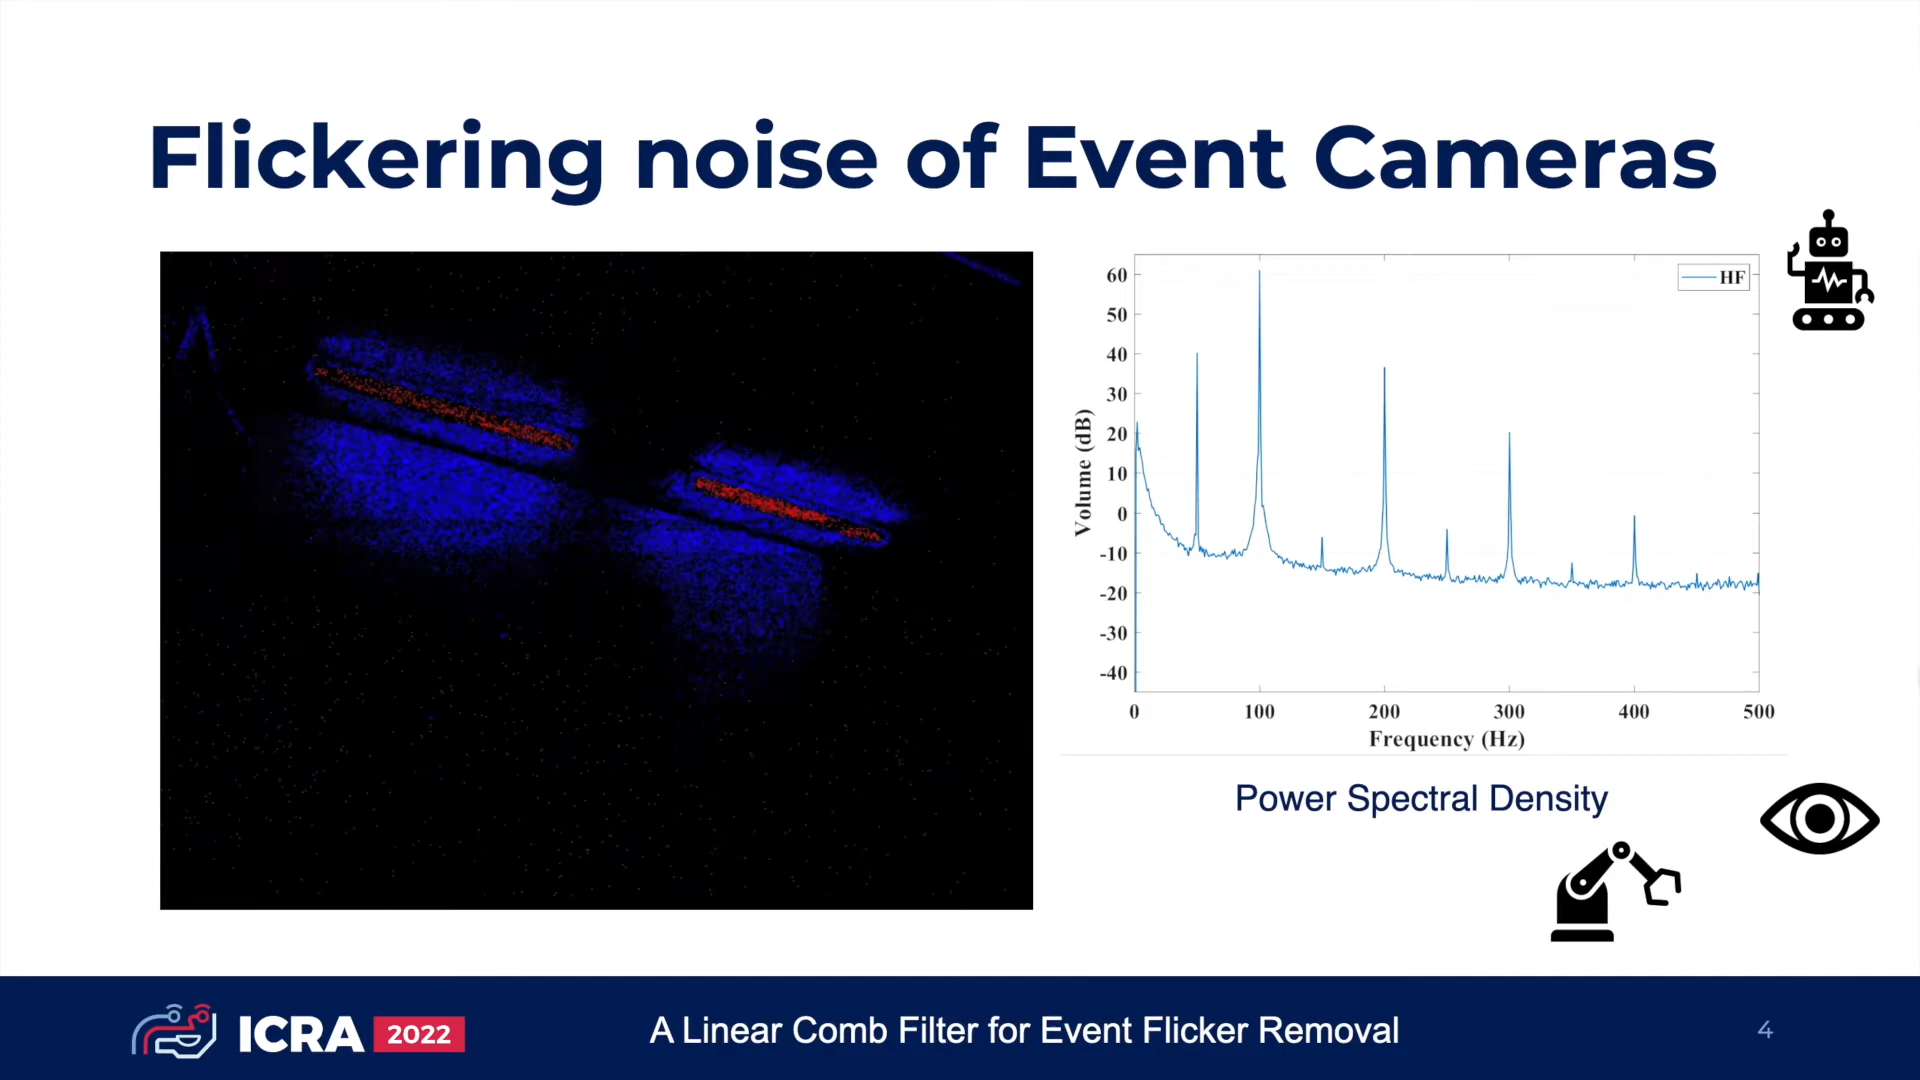 Flickering noise of Event Cameras
60
50
40
30
20
10
0
-10
-20
-30
-40
Volume (dB)
HF
0 100 200 300 400 500
Frequency (Hz)
Power Spectral Density
ICRA 2022
A Linear Comb Filter for Event Flicker Removal
4